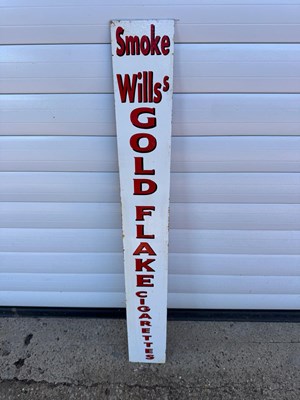 Smoke
Wills's
GOLD FLAKE
CIGARETTES